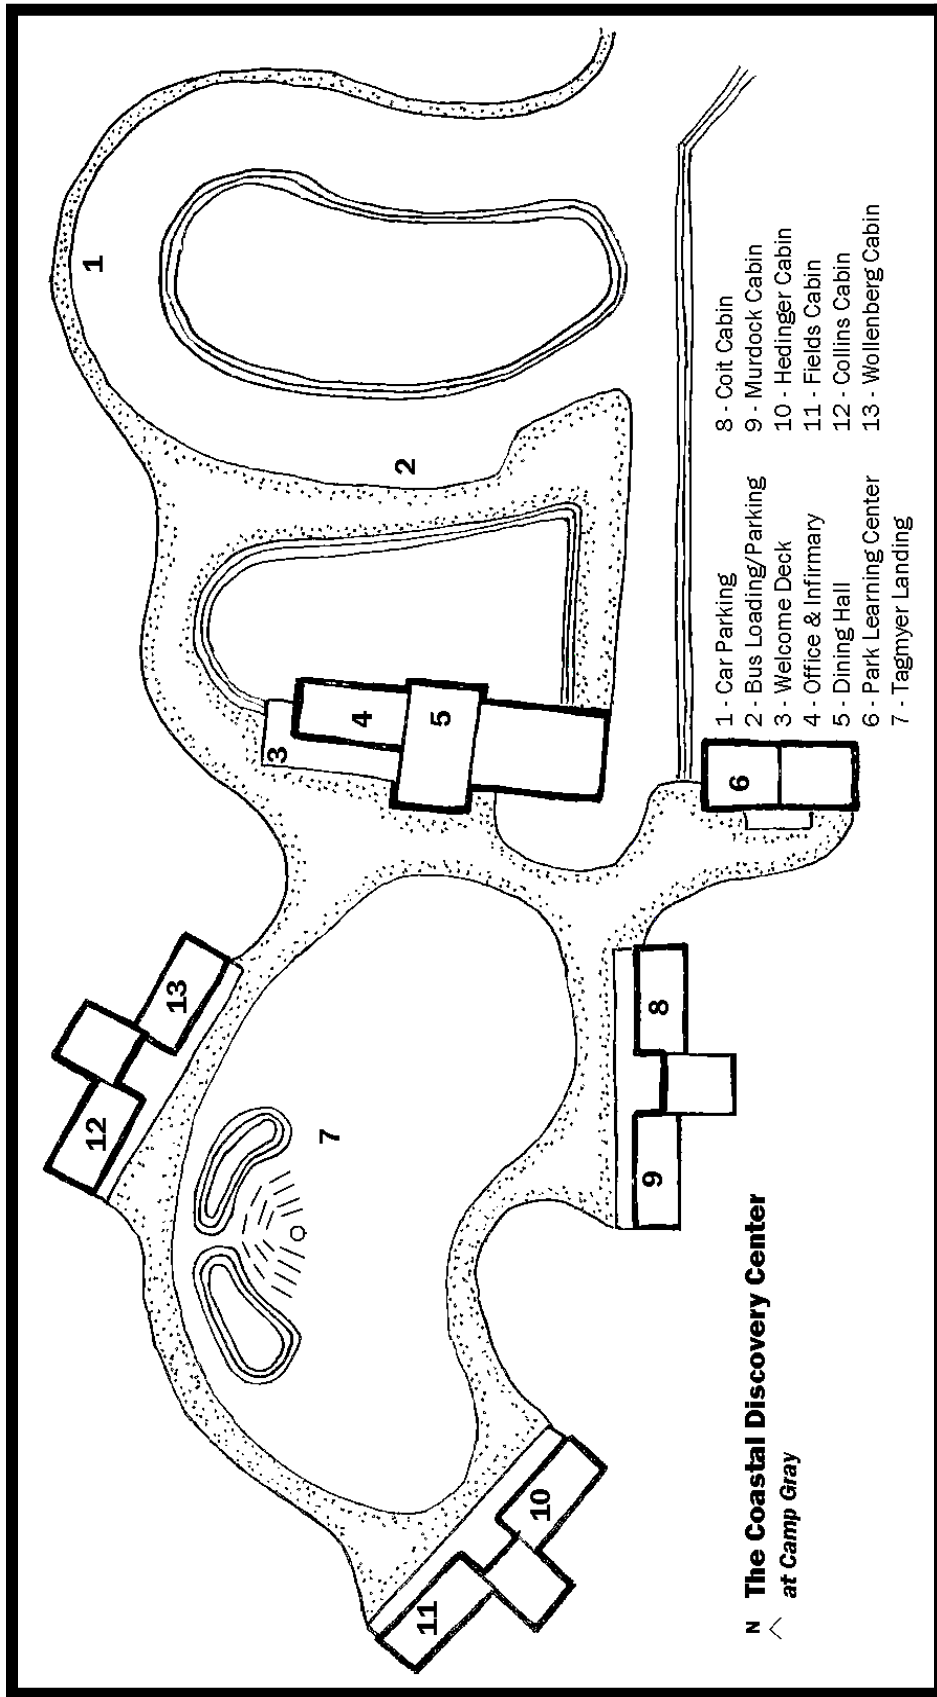 1
2
3
4
5
6
7
8
9
10
11
12
13
N
The Coastal Discovery Center
at Camp Gray
1 - Car Parking
2 - Bus Loading/Parking
3 - Welcome Deck
4 - Office & Infirmary
5 - Dining Hall
6 - Park Learning Center
7 - Tagmyer Landing
8 - Coit Cabin
9 - Murdock Cabin
10 - Hedinger Cabin
11 - Fields Cabin
12 - Collins Cabin
13 - Wollenberg Cabin